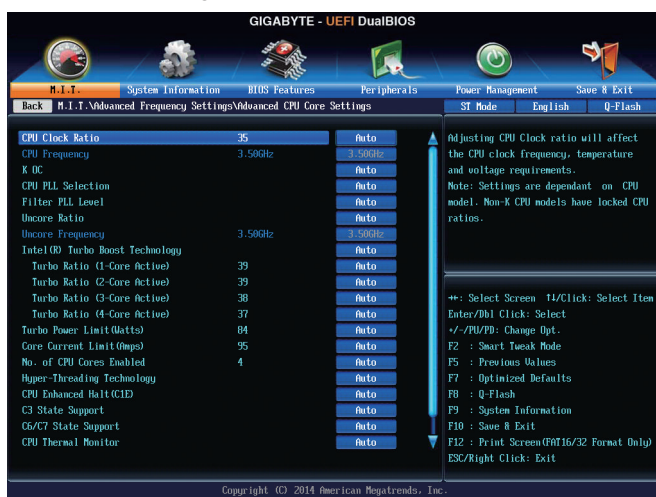 GIGABYTE - UEFI DualBIOS
M.I.T. System Information BIOS Features Peripherals Power Management Save & Exit
Back M.I.T.\Advanced Frequency Settings\Advanced CPU Core Settings ST Mode English Q-Flash
CPU Clock Ratio 35 Auto
CPU Frequency 3.50GHz 3.50GHz
K OC Auto
CPU PLL Selection Auto
Filter PLL Level Auto
Uncore Ratio Auto
Uncore Frequency 3.50GHz 3.50GHz
Intel(R) Turbo Boost Technology Auto
Turbo Ratio (1-Core Active) 39 Auto
Turbo Ratio (2-Core Active) 39 Auto
Turbo Ratio (3-Core Active) 38 Auto
Turbo Ratio (4-Core Active) 37 Auto
Turbo Power Limit(Watts) 84 Auto
Core Current Limit(Amps) 95 Auto
No. of CPU Cores Enabled 4 Auto
Hyper-Threading Technology Auto
CPU Enhanced Halt(C1E) Auto
C3 State Support Auto
C6/C7 State Support Auto
CPU Thermal Monitor Auto
Adjusting CPU Clock ratio will affect
the CPU clock frequency, temperature
and voltage requirements.
Note: Settings are dependant on CPU
model. Non-K CPU models have locked CPU
ratios.
→←: Select Screen ↑↓/Click: Select Item
Enter/Dbl Click: Select
+/-/PU/PD: Change Opt.
F2 : Smart Tweak Mode
F5 : Previous Values
F7 : Optimized Defaults
F8 : Q-Flash
F9 : System Information
F10 : Save & Exit
F12 : Print Screen(FAT16/32 Format Only)
ESC/Right Click: Exit
Copyright (C) 2014 American Megatrends, Inc.